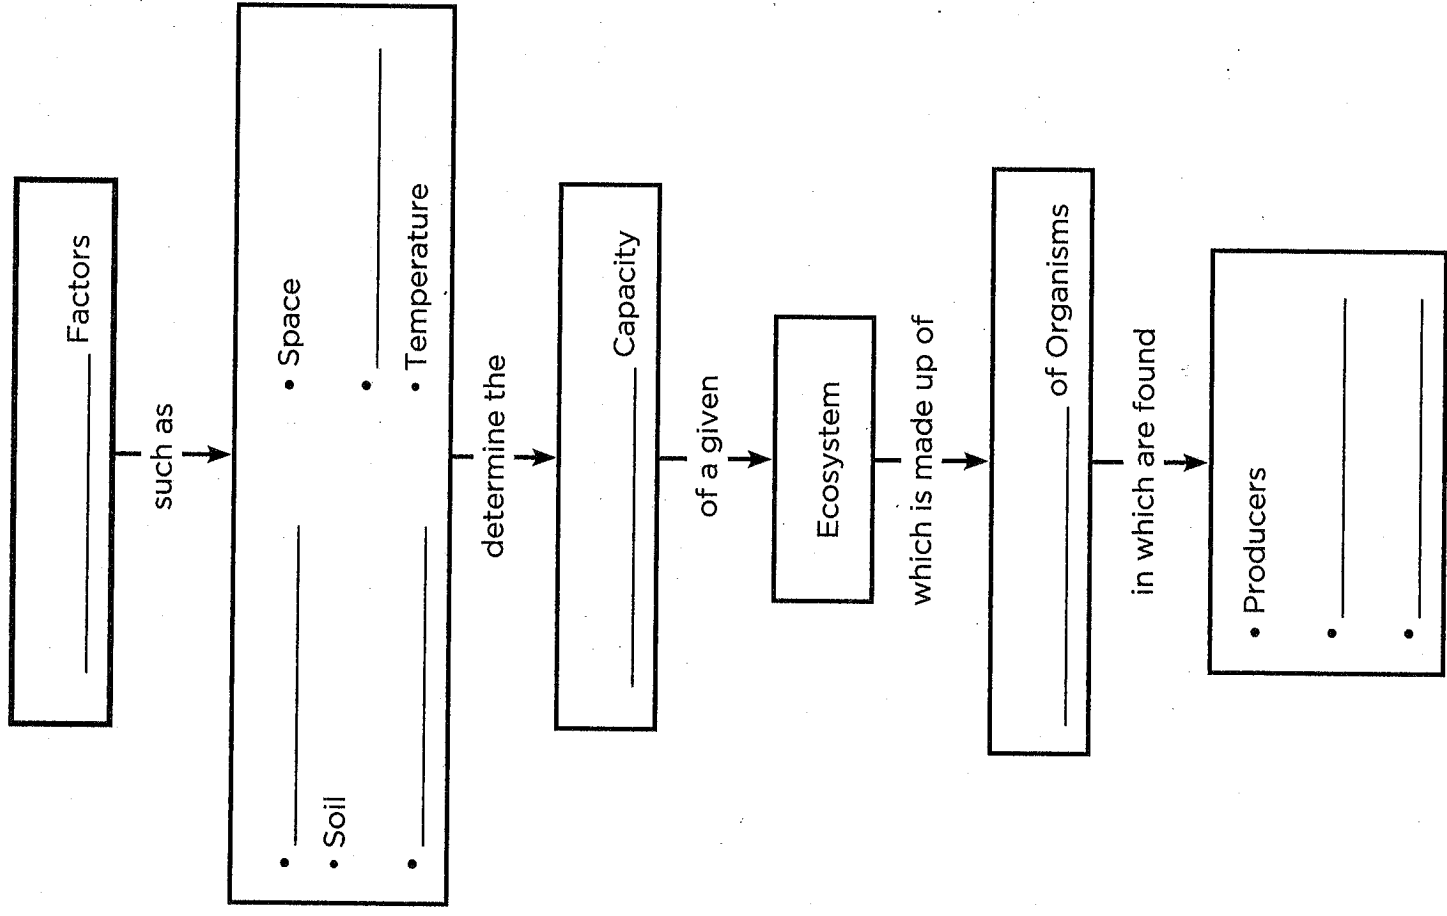 Factors
such as
•
• Soil
•
• Space
•
• Temperature
determine the
Capacity
of a given
Ecosystem
which is made up of
of Organisms
in which are found
• Producers
•
•